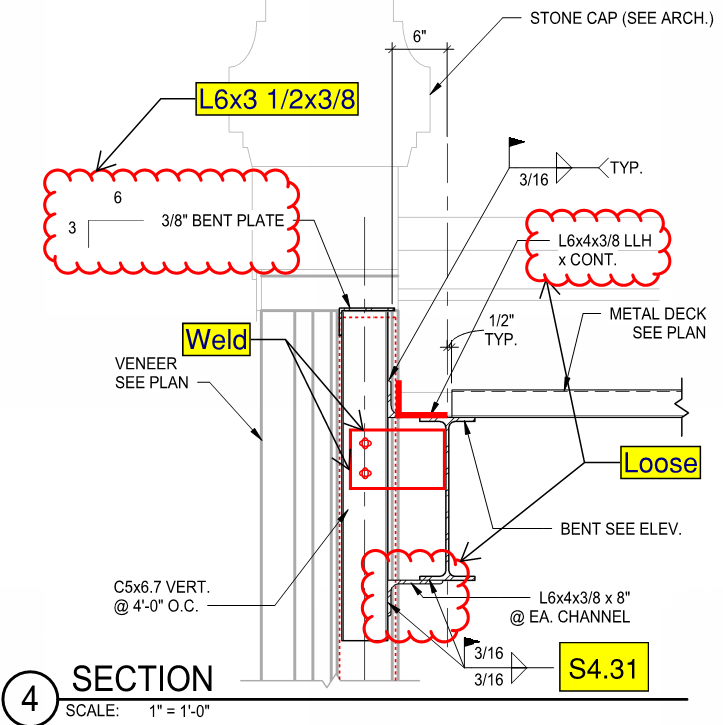 STONE CAP (SEE ARCH.)
6"
L6x3 1/2x3/8
3/16
TYP.
6
3
3/8" BENT PLATE
L6x4x3/8 LLH
x CONT.
1/2"
TYP.
METAL DECK
SEE PLAN
Weld
VENEER
SEE PLAN
Loose
BENT SEE ELEV.
C5x6.7 VERT.
@ 4'-0" O.C.
L6x4x3/8 x 8"
@ EA. CHANNEL
3/16
3/16
S4.31
4
SECTION
SCALE: 1" = 1'-0"